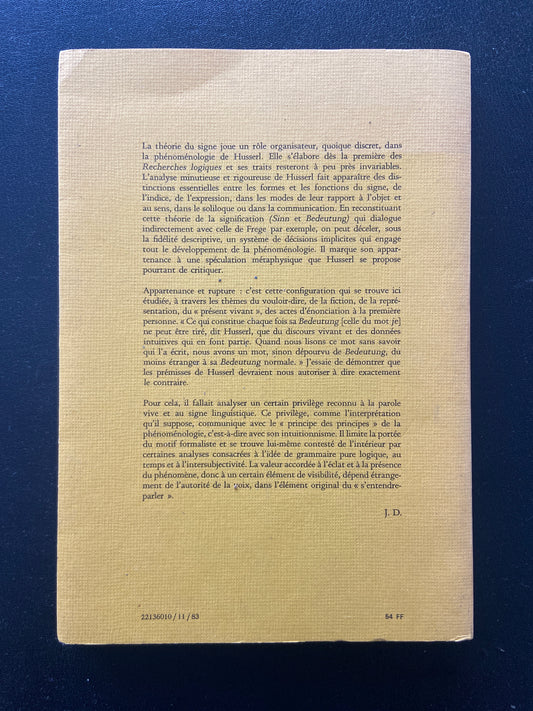 La théorie du signe joue un rôle organisateur, quoique discret, dans
la phénoménologie de Husserl. Elle s'élabore dès la première des
Recherches logiques et ses traits resteront à peu près invariables.
L'analyse minutieuse et rigoureuse de Husserl fait apparaître des dis-
tinctions essentielles entre les formes et les fonctions du signe, de
l'indice, de l'expression, dans les modes de leur rapport à l'objet et
au sens, dans le soliloque ou dans la communication. En reconstituant
cette théorie de la signification (Sinn et Bedeutung) qui dialogue
indirectement avec celle de Frege par exemple, on peut déceler, sous
la fidélité descriptive, un système de décisions implicites qui engage
tout le développement de la phénoménologie. Il marque son appar-
tenance à une spéculation métaphysique que Husserl se propose
pourtant de critiquer.
Appartenance et rupture : c'est cette configuration qui se trouve ici
étudiée, à travers les thèmes du vouloir-dire, de la fiction, de la repré-
sentation, du « présent vivant », des actes d'énonciation à la première
personne. « Ce qui constitue chaque fois sa Bedeutung [celle du mot je]
ne peut être tiré, dit Husserl, que du discours vivant et des données
intuitives qui en font partie. Quand nous lisons ce mot sans savoir
qui l'a écrit, nous avons un mot, sinon dépourvu de Bedeutung, du
moins étranger à sa Bedeutung normale. » J'essaie de démontrer que
les prémisses de Husserl devraient nous autoriser à dire exactement
le contraire.
Pour cela, il fallait analyser un certain privilège reconnu à la parole
vive et au signe linguistique. Ce privilège, comme l'interprétation
qu'il suppose, communique avec le « principe des principes » de la
phénoménologie, c'est-à-dire avec son intuitionnisme. Il limite la portée
du motif formaliste et se trouve lui-même contesté de l'intérieur par
certaines analyses consacrées à l'idée de grammaire pure logique, au
temps et à l'intersubjectivité. La valeur accordée à l'éclat et à la présence
du phénomène, donc à un certain élément de visibilité, dépend étrange-
ment de l'autorité de la voix, dans l'élément original du « s'entendre-
parler ».
J. D.
22136010/11/83
54 FF